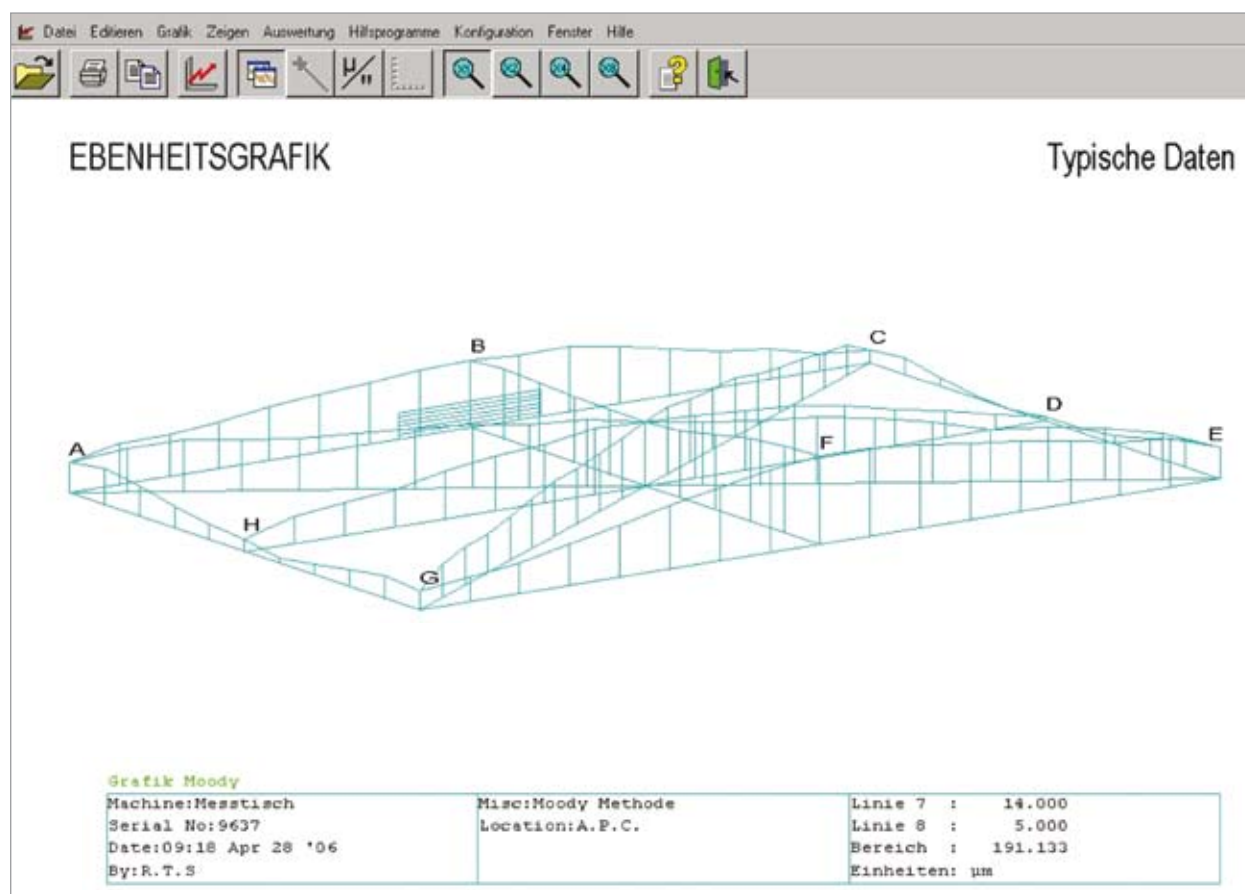 Datei Editieren Grafik Zeigen Auswertung Hilfsprogramme Konfiguration Fenster Hilfe
EBENHEITSGRAFIK
Typische Daten
A
B
C
D
E
F
G
H
Grafik Moody
Machine:Messtisch
Serial No:9637
Date:09:18 Apr 28 '06
By:R.T.S
Misc:Moody Methode
Location:A.P.C.
Linie 7 : 14.000
Linie 8 : 5.000
Bereich : 191.133
Einheiten: µm